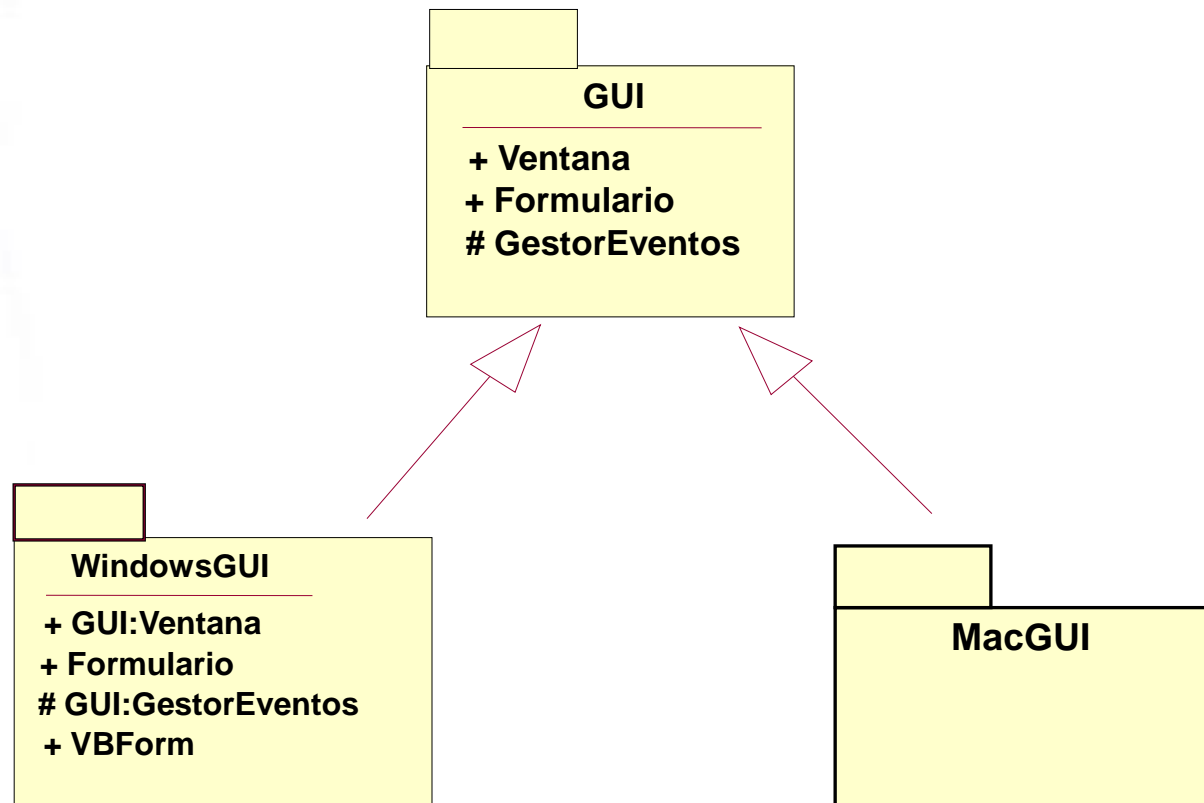 GUI
+ Ventana
+ Formulario
# GestorEventos
WindowsGUI
+ GUI:Ventana
+ Formulario
# GUI:GestorEventos
+ VBForm
MacGUI